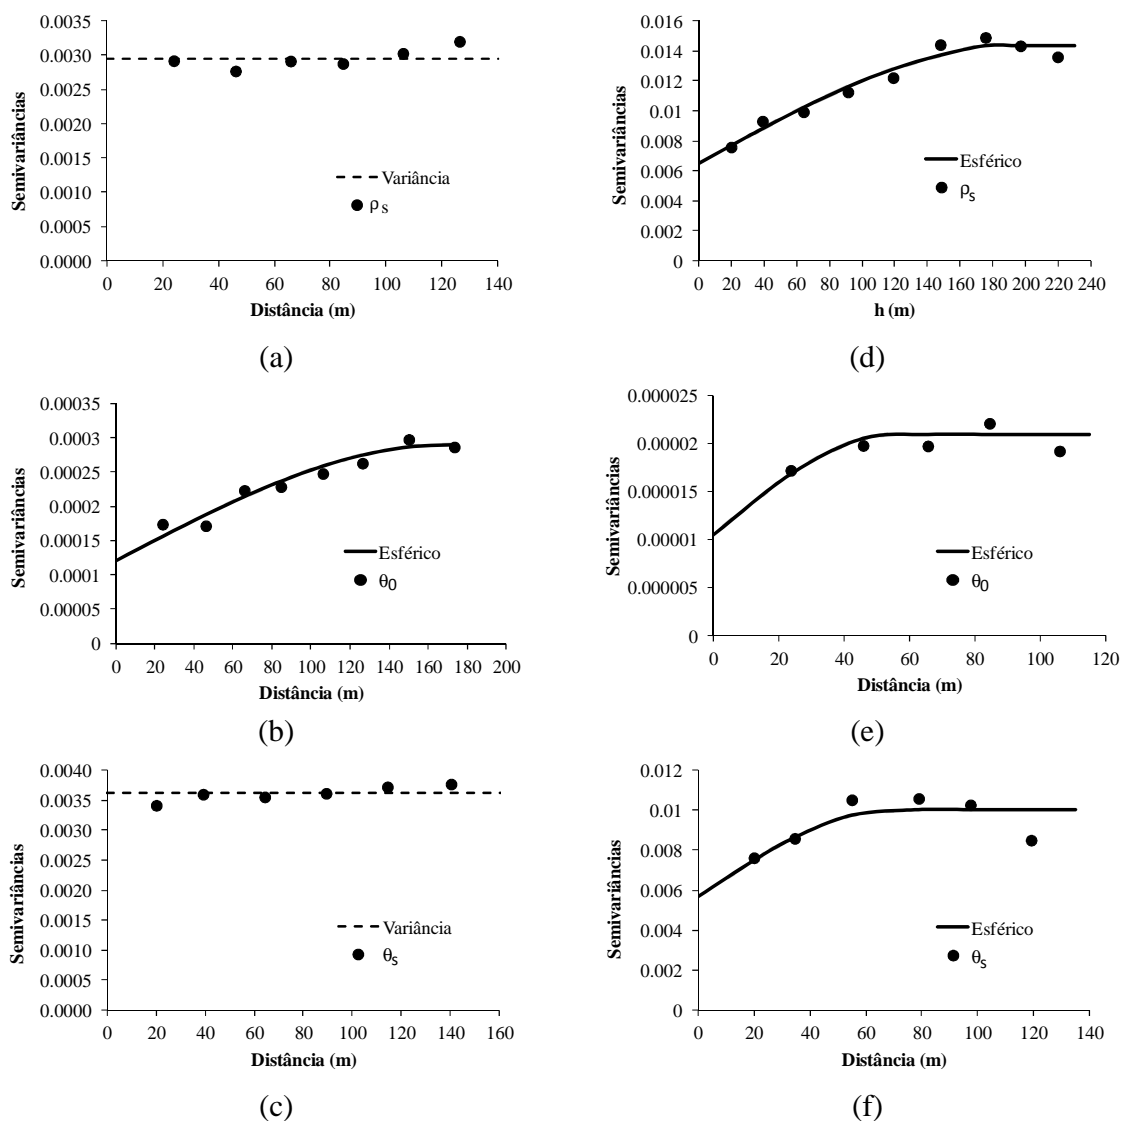 0.0035
0.0030
0.0025
0.0020
0.0015
0.0010
0.0005
0.0000
Semivariâncias
Variância
ρ s
0 20 40 60 80 100 120 140
Distância (m)
(a)
0.016
0.014
0.012
0.01
0.008
0.006
0.004
0.002
0
Semivariâncias
Esférico
ρs
0 20 40 60 80 100 120 140 160 180 200 220 240
h (m)
(d)
0.00035
0.0003
0.00025
0.0002
0.00015
0.0001
0.00005
0
Semivariâncias
Esférico
θ0
0 20 40 60 80 100 120 140 160 180 200
Distância (m)
(b)
0.000025
0.00002
0.000015
0.00001
0.000005
0
Semivariâncias
Esférico
θ0
0 20 40 60 80 100 120
Distância (m)
(e)
0.0040
0.0035
0.0030
0.0025
0.0020
0.0015
0.0010
0.0005
0.0000
Semivariâncias
Variância
θs
0 20 40 60 80 100 120 140 160
Distância (m)
(c)
0.012
0.01
0.008
0.006
0.004
0.002
0
Semivariâncias
Esférico
θs
0 20 40 60 80 100 120 140
Distância (m)
(f)